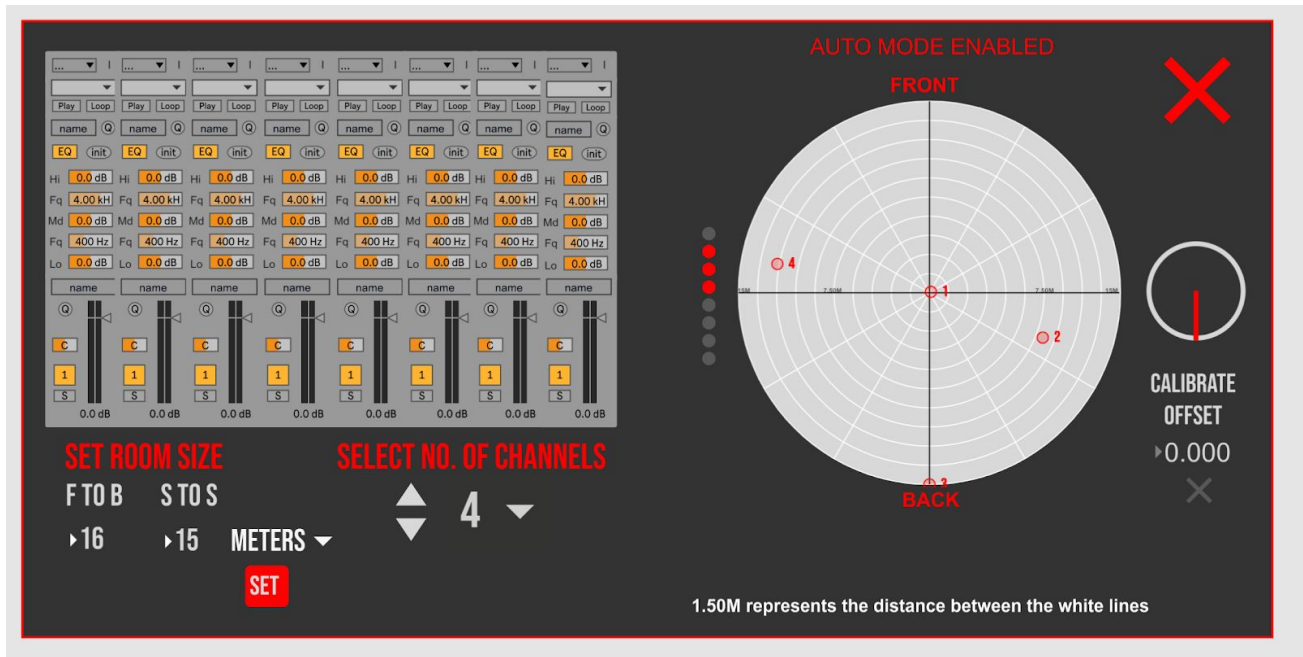 AUTO MODE ENABLED
FRONT
... I ... I ... I ... I ... I ... I ... I ... I
Play Loop Play Loop Play Loop Play Loop Play Loop Play Loop Play Loop Play Loop
name Q name Q name Q name Q name Q name Q name Q name Q
EQ init EQ init EQ init EQ init EQ init EQ init EQ init EQ init
Hi 0.0 dB Hi 0.0 dB Hi 0.0 dB Hi 0.0 dB Hi 0.0 dB Hi 0.0 dB Hi 0.0 dB Hi 0.0 dB
Fq 4.00 kH Fq 4.00 kH Fq 4.00 kH Fq 4.00 kH Fq 4.00 kH Fq 4.00 kH Fq 4.00 kH Fq 4.00 kH
Md 0.0 dB Md 0.0 dB Md 0.0 dB Md 0.0 dB Md 0.0 dB Md 0.0 dB Md 0.0 dB Md 0.0 dB
Fq 400 Hz Fq 400 Hz Fq 400 Hz Fq 400 Hz Fq 400 Hz Fq 400 Hz Fq 400 Hz Fq 400 Hz
Lo 0.0 dB Lo 0.0 dB Lo 0.0 dB Lo 0.0 dB Lo 0.0 dB Lo 0.0 dB Lo 0.0 dB Lo 0.0 dB
name name name name name name name name
Q Q Q Q Q Q Q Q
C C C C C C C C
1 1 1 1 1 1 1 1
S S S S S S S S
0.0 dB 0.0 dB 0.0 dB 0.0 dB 0.0 dB 0.0 dB 0.0 dB 0.0 dB
4
15M 7.50M 1 7.50M 15M
2
3
BACK
CALIBRATE
OFFSET
0.000
SET ROOM SIZE
F TO B S TO S
16 15 METERS
SET
SELECT NO. OF CHANNELS
4
1.50M represents the distance between the white lines